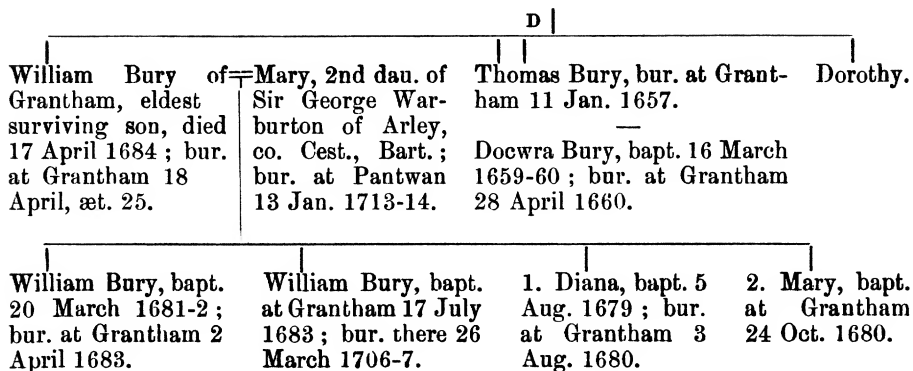 D
William Bury of
Grantham, eldest
surviving son, died
17 April 1684 ; bur.
at Grantham 18
April, æt. 25.
Mary, 2nd dau. of
Sir George War-
burton of Arley,
co. Cest., Bart. ;
bur. at Pantwan
13 Jan. 1713-14.
Thomas Bury, bur. at Grant-
ham 11 Jan. 1657.
—
Docwra Bury, bapt. 16 March
1659-60 ; bur. at Grantham
28 April 1660.
Dorothy.
William Bury, bapt.
20 March 1681-2 ;
bur. at Grantham 2
April 1683.
William Bury, bapt.
at Grantham 17 July
1683 ; bur. there 26
March 1706-7.
1. Diana, bapt. 5
Aug. 1679 ; bur.
at Grantham 3
Aug. 1680.
2. Mary, bapt.
at Grantham
24 Oct. 1680.